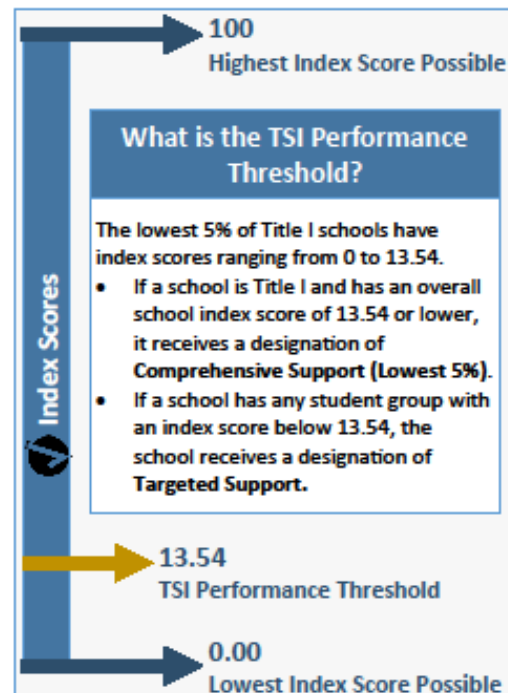 100
Highest Index Score Possible
What is the TSI Performance
Threshold?
The lowest 5% of Title I schools have
index scores ranging from 0 to 13.54.
• If a school is Title I and has an overall
school index score of 13.54 or lower,
it receives a designation of
Comprehensive Support (Lowest 5%).
• If a school has any student group with
an index score below 13.54, the
school receives a designation of
Targeted Support.
Index Scores
13.54
TSI Performance Threshold
0.00
Lowest Index Score Possible